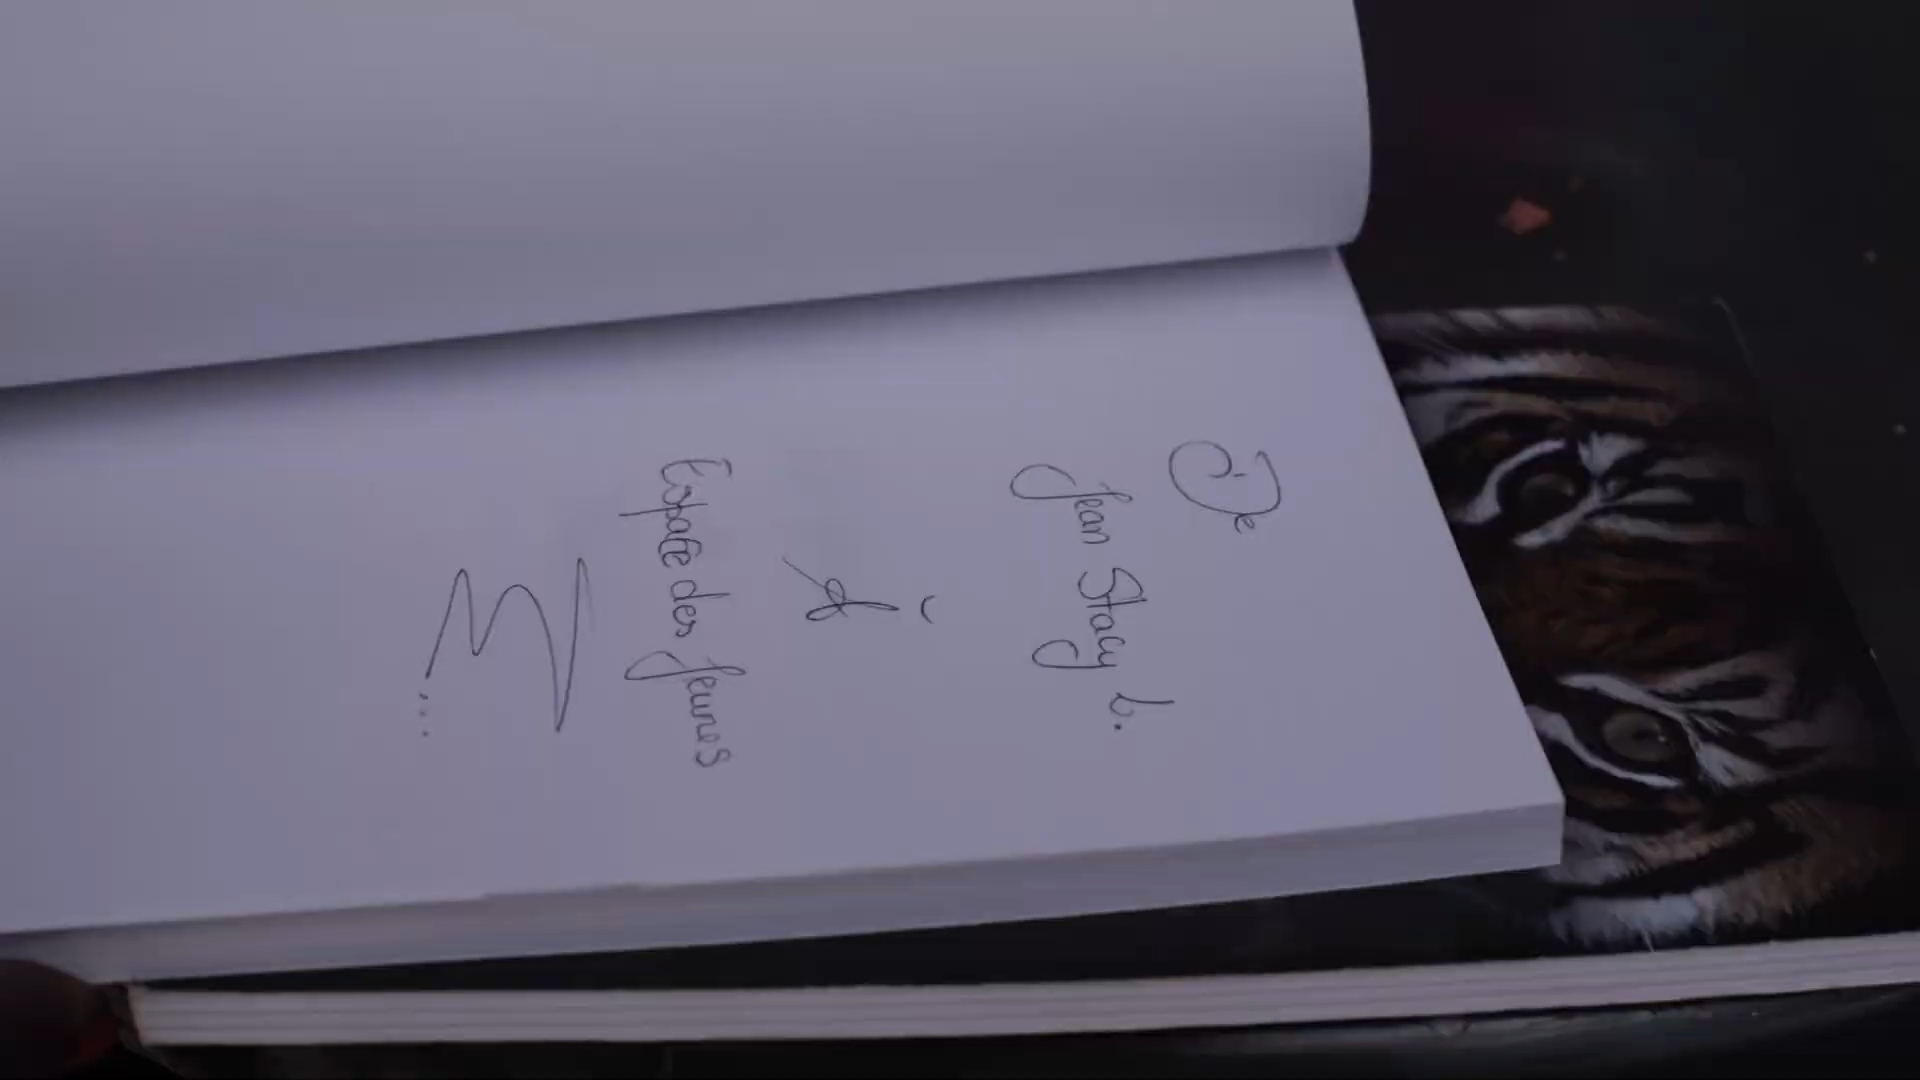 De
Jean Stacy L.
à
Espace des Jeunes